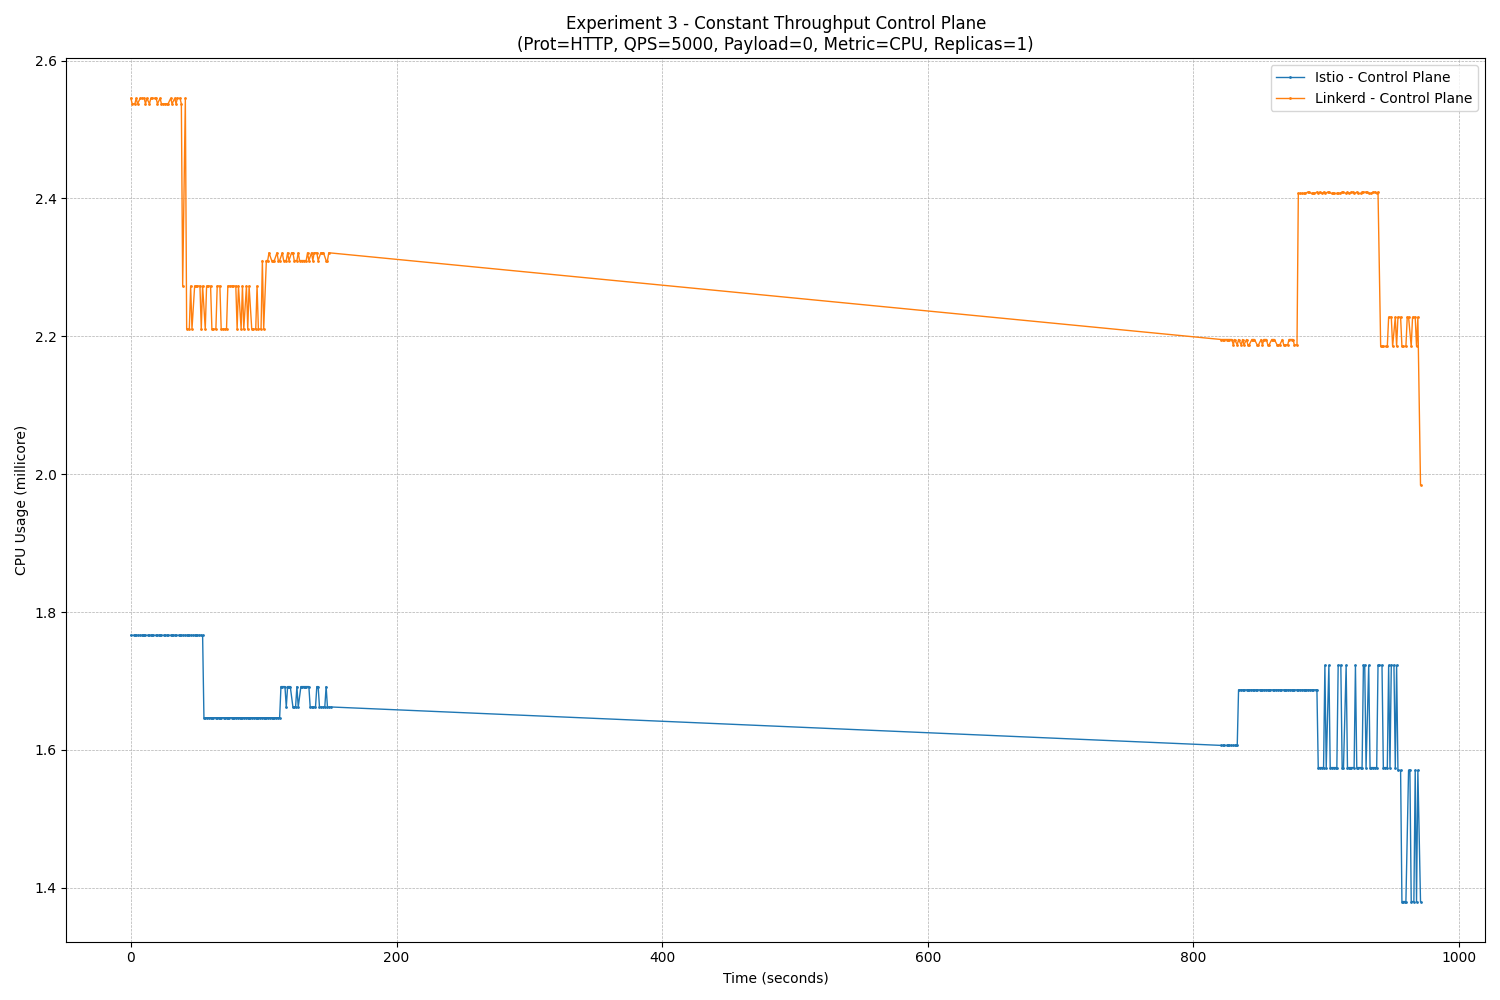 Experiment 3 - Constant Throughput Control Plane
(Prot=HTTP, QPS=5000, Payload=0, Metric=CPU, Replicas=1)
Istio - Control Plane
Linkerd - Control Plane
CPU Usage (millicore)
2.6
2.4
2.2
2.0
1.8
1.6
1.4
0
200
400
600
800
1000
Time (seconds)